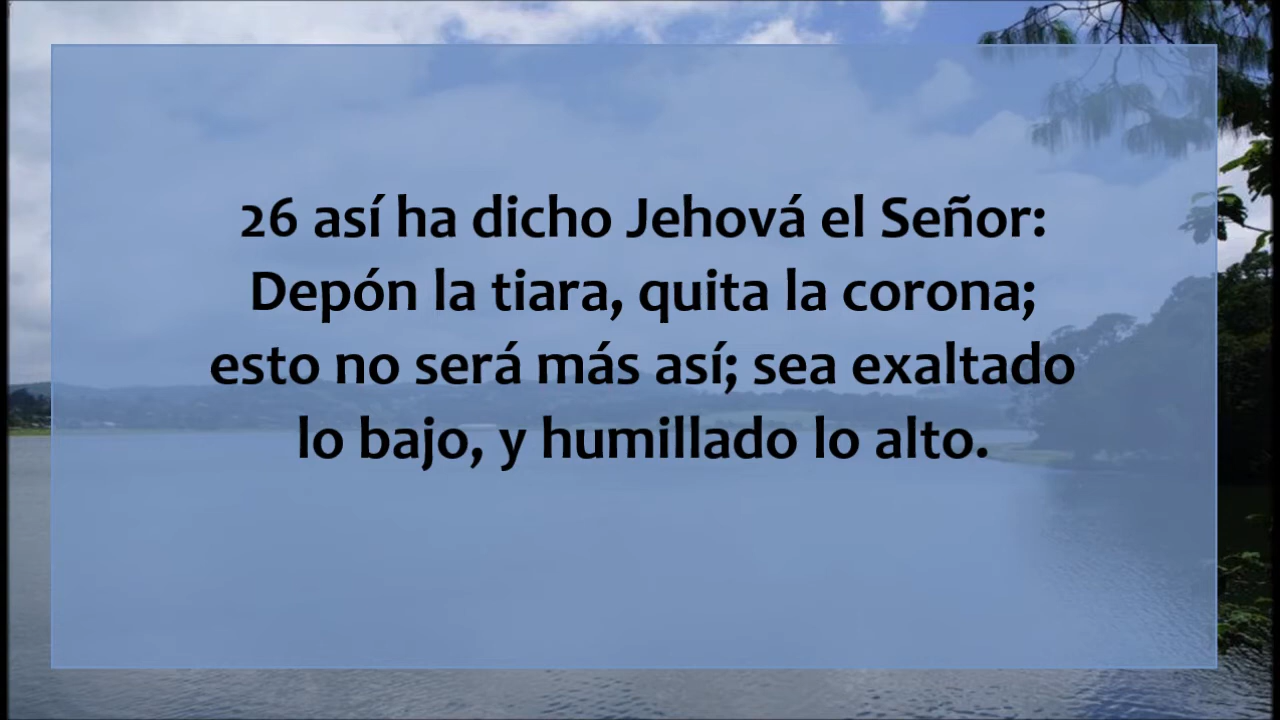 26 así ha dicho Jehová el Señor:
Depón la tiara, quita la corona;
esto no será más así; sea exaltado
lo bajo, y humillado lo alto.